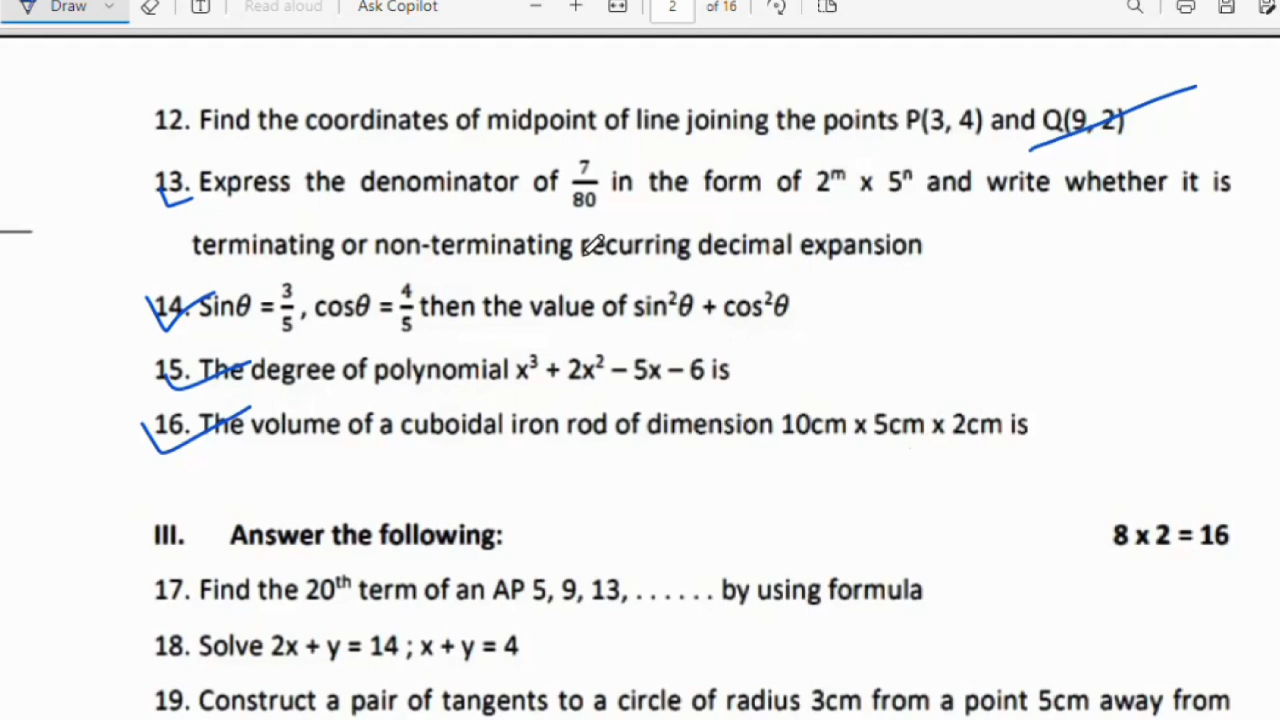 Draw Read aloud Ask Copilot 2 of 16
12. Find the coordinates of midpoint of line joining the points P(3, 4) and Q(9, 2)
13. Express the denominator of 7/80 in the form of 2ᵐ x 5ⁿ and write whether it is
terminating or non-terminating recurring decimal expansion
14. Sinθ = 3/5 , cosθ = 4/5 then the value of sin²θ + cos²θ
15. The degree of polynomial x³ + 2x² – 5x – 6 is
16. The volume of a cuboidal iron rod of dimension 10cm x 5cm x 2cm is
III. Answer the following: 8 x 2 = 16
17. Find the 20ᵗʰ term of an AP 5, 9, 13, . . . . . . by using formula
18. Solve 2x + y = 14 ; x + y = 4
19. Construct a pair of tangents to a circle of radius 3cm from a point 5cm away from